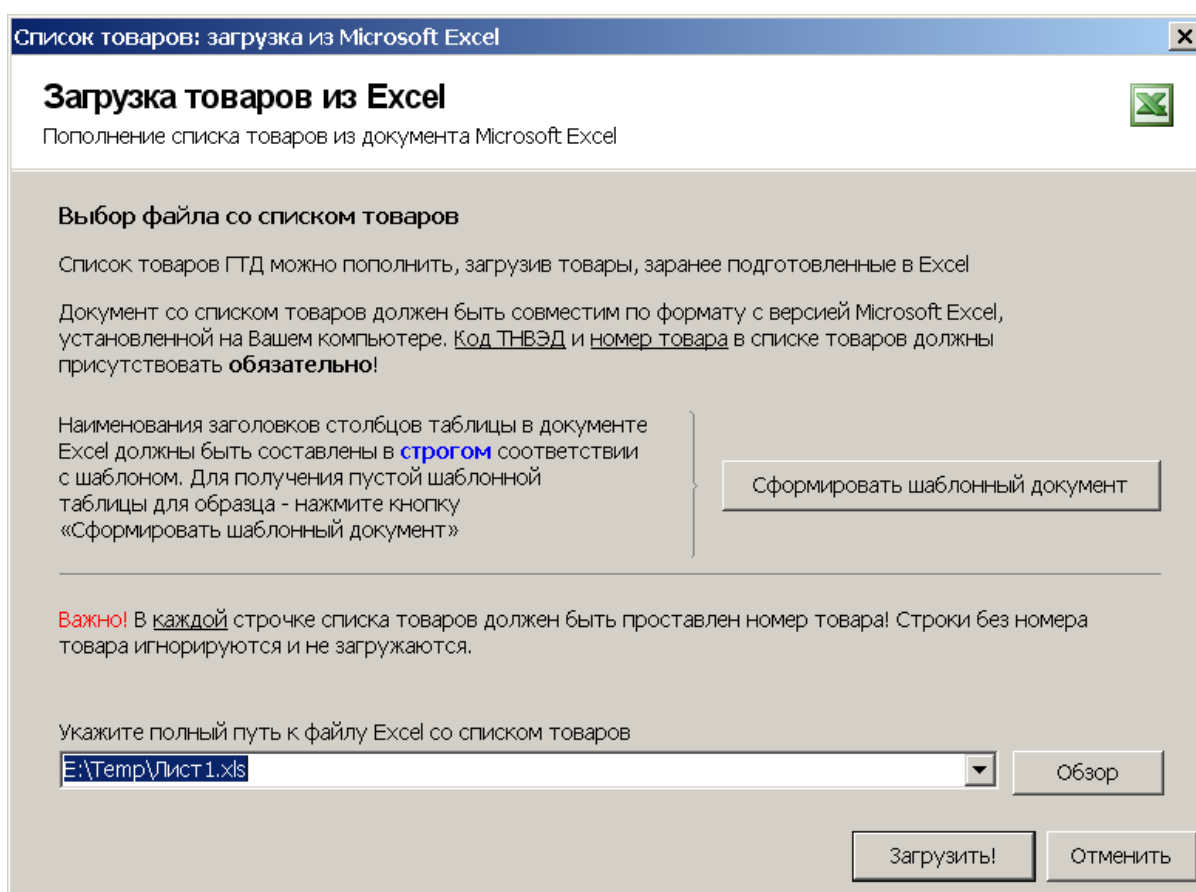 Список товаров: загрузка из Microsoft Excel
Загрузка товаров из Excel
Пополнение списка товаров из документа Microsoft Excel
Выбор файла со списком товаров
Список товаров ГТД можно пополнить, загрузив товары, заранее подготовленные в Excel
Документ со списком товаров должен быть совместим по формату с версией Microsoft Excel,
установленной на Вашем компьютере. Код ТНВЭД и номер товара в списке товаров должны
присутствовать обязательно!
Наименования заголовков столбцов таблицы в документе
Excel должны быть составлены в строгом соответствии
с шаблоном. Для получения пустой шаблонной
таблицы для образца - нажмите кнопку
«Сформировать шаблонный документ»
Сформировать шаблонный документ
Важно! В каждой строчке списка товаров должен быть проставлен номер товара! Строки без номера
товара игнорируются и не загружаются.
Укажите полный путь к файлу Excel со списком товаров
E:\Temp\Лист1.xls
Обзор
Загрузить!
Отменить